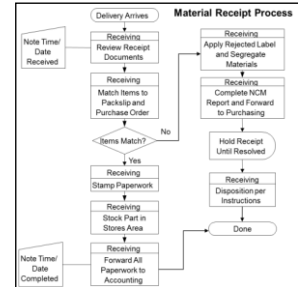 Material Receipt Process
Delivery Arrives
Note Time/
Date
Received
Receiving
Review Receipt
Documents
Receiving
Match Items to
Packslip and
Purchase Order
Items Match?
No
Yes
Receiving
Stamp Paperwork
Receiving
Stock Part in
Stores Area
Note Time/
Date
Completed
Receiving
Forward All
Paperwork to
Accounting
Receiving
Apply Rejected Label
and Segregate
Materials
Receiving
Complete NCM
Report and Forward
to Purchasing
Hold Receipt
Until Resolved
Receiving
Disposition per
Instructions
Done